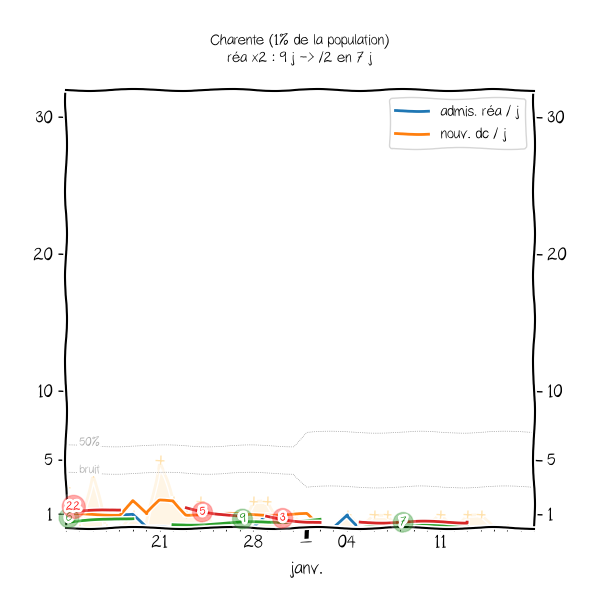 Charente (1% de la population)
réa x2 : 9 j -> /2 en 7 j
admis. réa / j
nouv. dc / j
30 30
20 20
10 10
50%
5 5
bruit
1 22 5 9 3 7 1
21 28 1 04 11
janv.